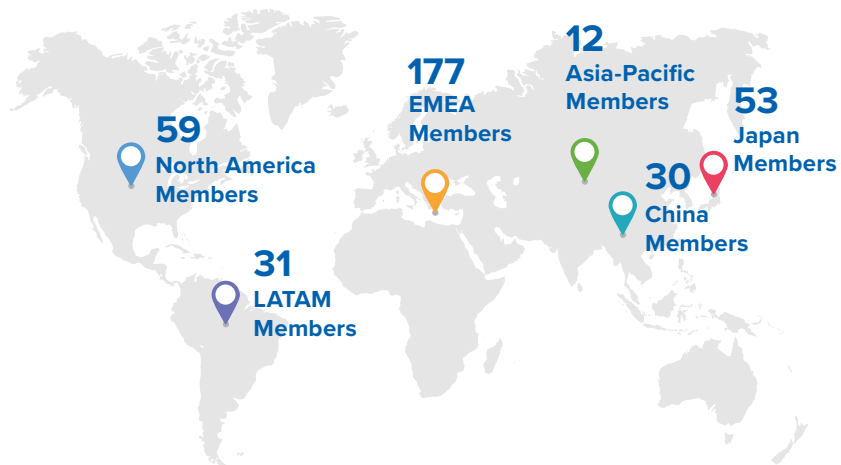 12
Asia-Pacific
Members
177
EMEA
Members
53
Japan
Members
59
North America
Members
30
China
Members
31
LATAM
Members